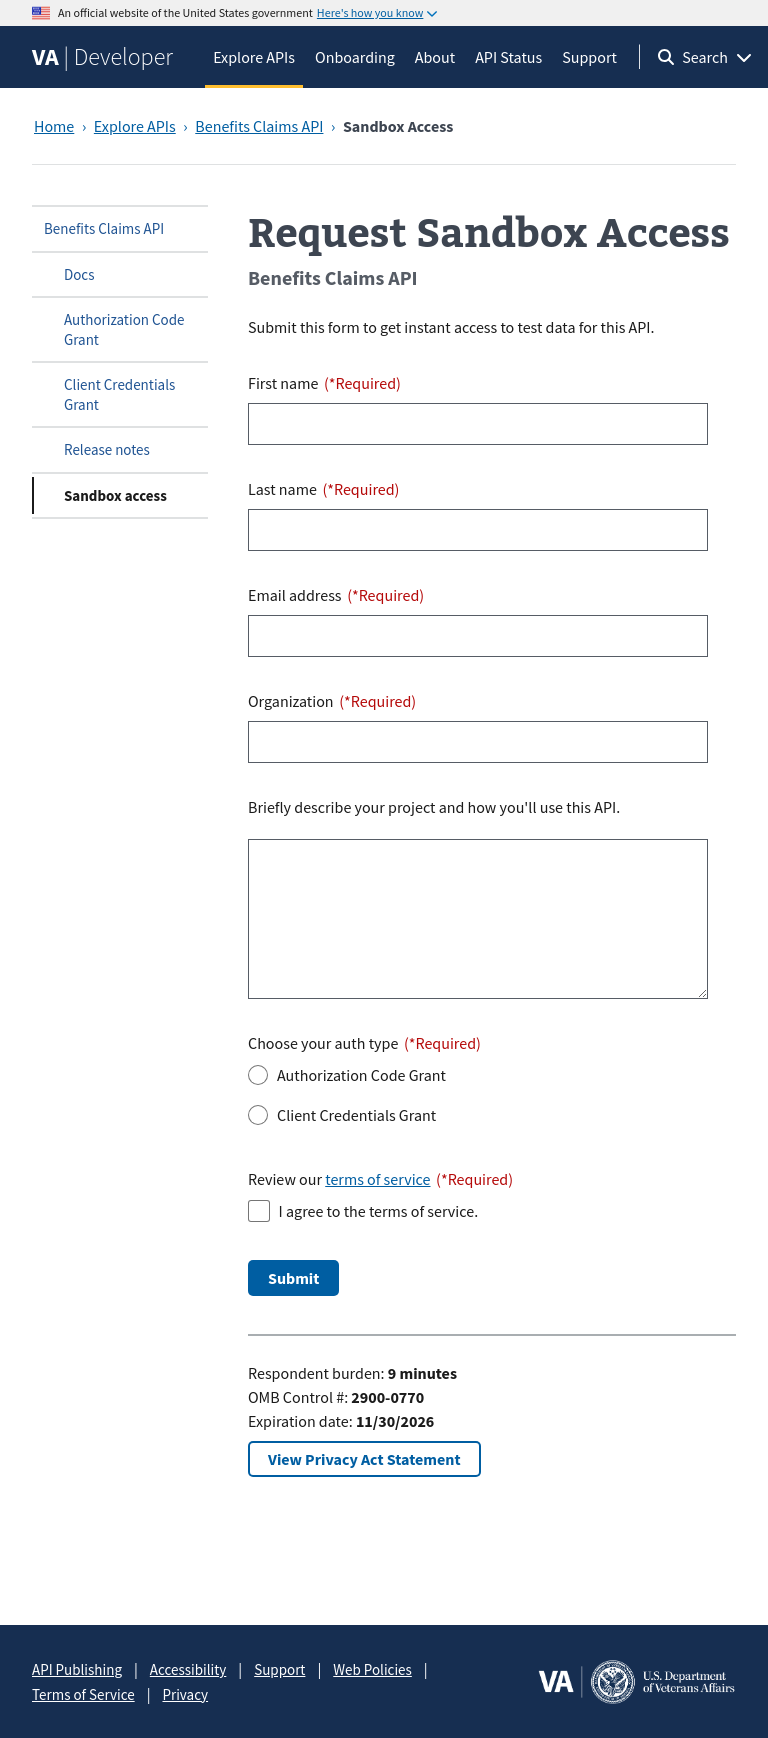 An official website of the United States government Here's how you know
VA | Developer Explore APIs Onboarding About API Status Support Search
Home › Explore APIs › Benefits Claims API › Sandbox Access
Benefits Claims API
Docs
Authorization Code
Grant
Client Credentials
Grant
Release notes
Sandbox access
Request Sandbox Access
Benefits Claims API
Submit this form to get instant access to test data for this API.
First name (*Required)
Last name (*Required)
Email address (*Required)
Organization (*Required)
Briefly describe your project and how you'll use this API.
Choose your auth type (*Required)
Authorization Code Grant
Client Credentials Grant
Review our terms of service (*Required)
I agree to the terms of service.
Submit
Respondent burden: 9 minutes
OMB Control #: 2900-0770
Expiration date: 11/30/2026
View Privacy Act Statement
API Publishing | Accessibility | Support | Web Policies |
Terms of Service | Privacy
VA | U.S. Department
of Veterans Affairs